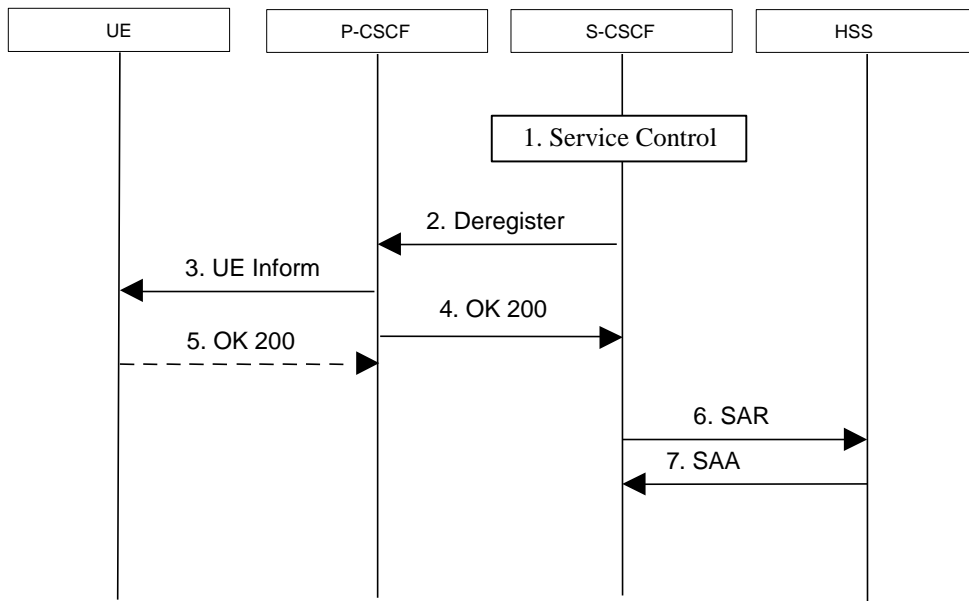 UE
P-CSCF
S-CSCF
HSS
1. Service Control
2. Deregister
3. UE Inform
4. OK 200
5. OK 200
6. SAR
7. SAA